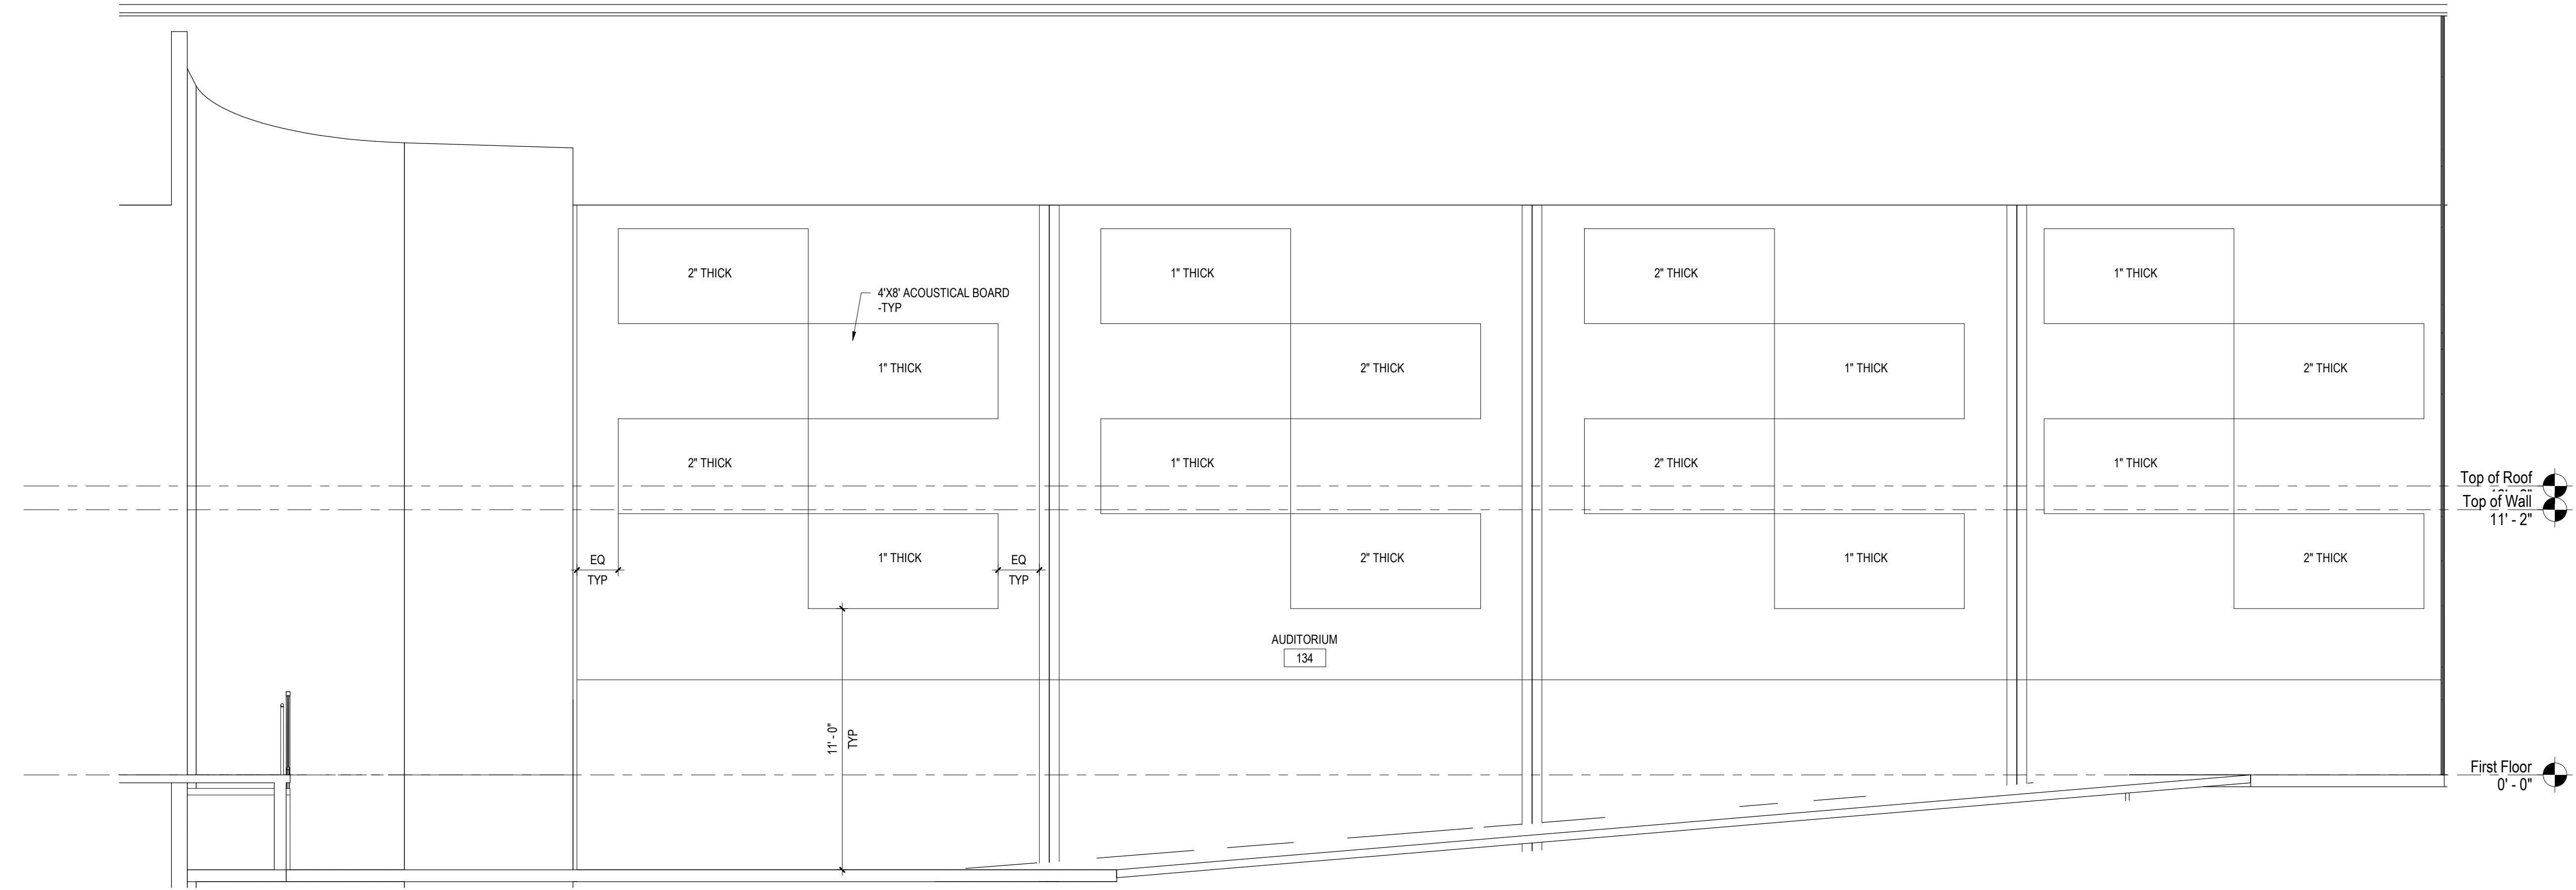 2" THICK
1" THICK
2" THICK
1" THICK
4'X8' ACOUSTICAL BOARD
-TYP
1" THICK
2" THICK
1" THICK
2" THICK
2" THICK
1" THICK
2" THICK
1" THICK
Top of Roof
Top of Wall
11' - 2"
EQ
TYP
1" THICK
EQ
TYP
2" THICK
1" THICK
2" THICK
AUDITORIUM
134
11' - 0"
TYP
First Floor
0' - 0"